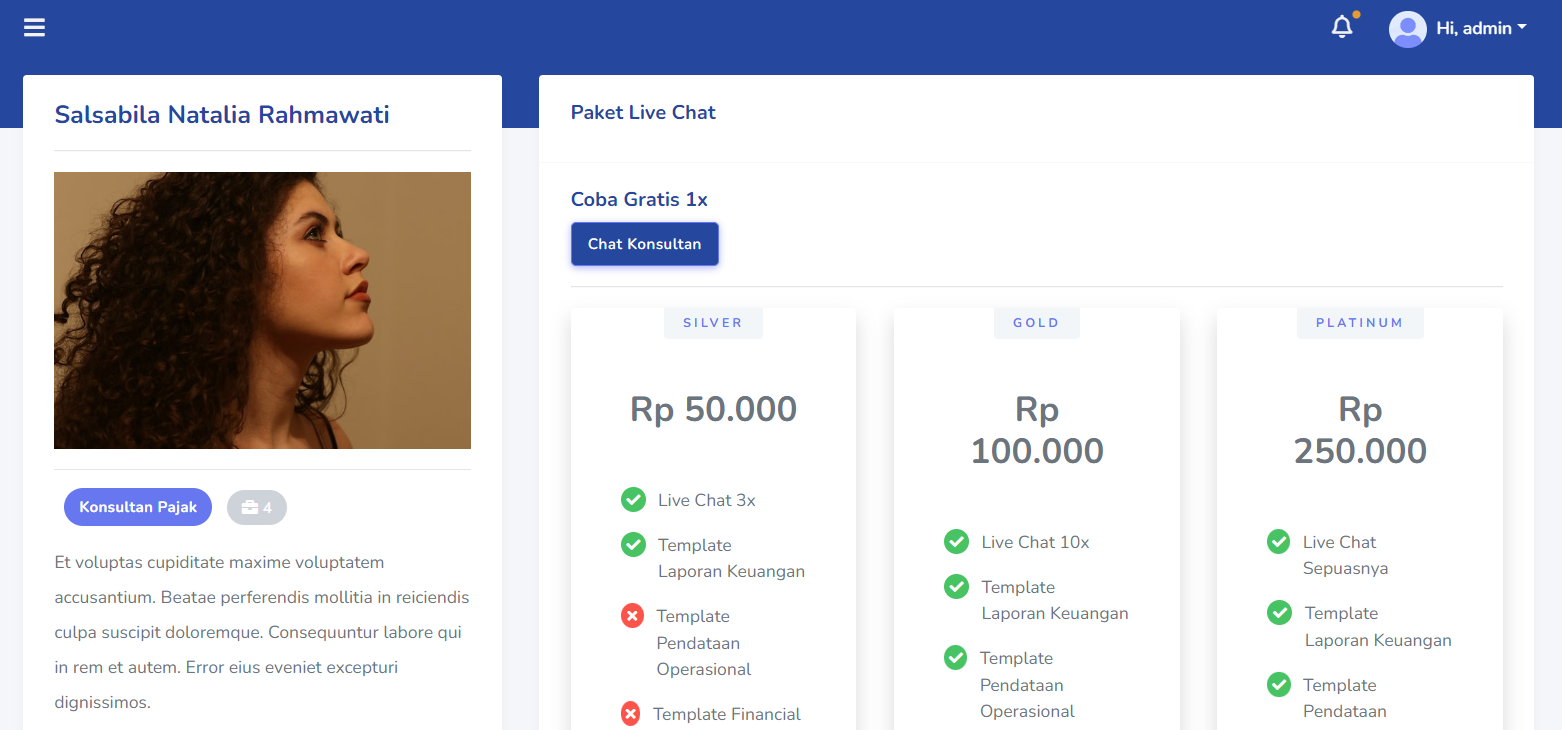 Hi, admin
Salsabila Natalia Rahmawati
Konsultan Pajak
4
Et voluptas cupiditate maxime voluptatem
accusantium. Beatae perferendis mollitia in reiciendis
culpa suscipit doloremque. Consequuntur labore qui
in rem et autem. Error eius eveniet excepturi
dignissimos.
Paket Live Chat
Coba Gratis 1x
Chat Konsultan
SILVER
Rp 50.000
Live Chat 3x
Template
Laporan Keuangan
Template
Pendataan
Operasional
Template Financial
GOLD
Rp
100.000
Live Chat 10x
Template
Laporan Keuangan
Template
Pendataan
Operasional
PLATINUM
Rp
250.000
Live Chat
Sepuasnya
Template
Laporan Keuangan
Template
Pendataan